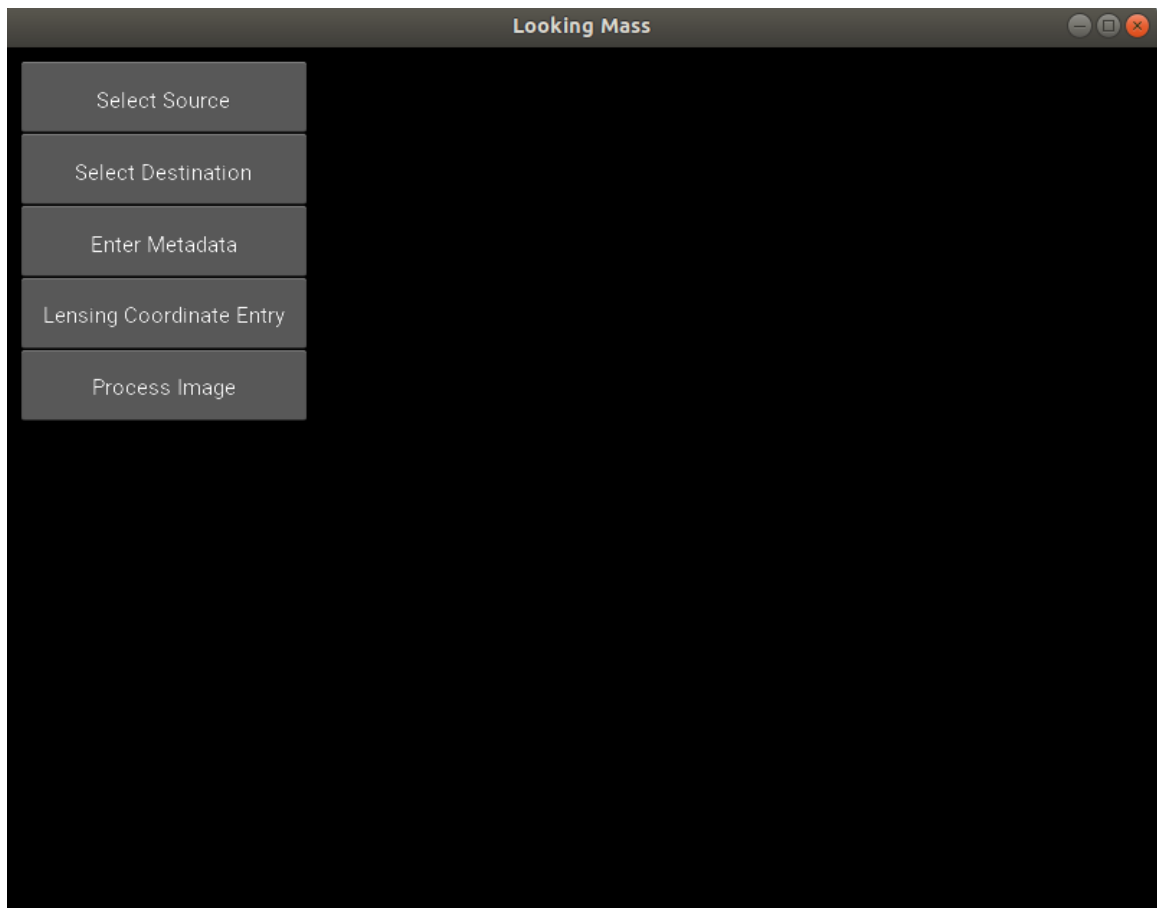 Looking Mass
Select Source
Select Destination
Enter Metadata
Lensing Coordinate Entry
Process Image